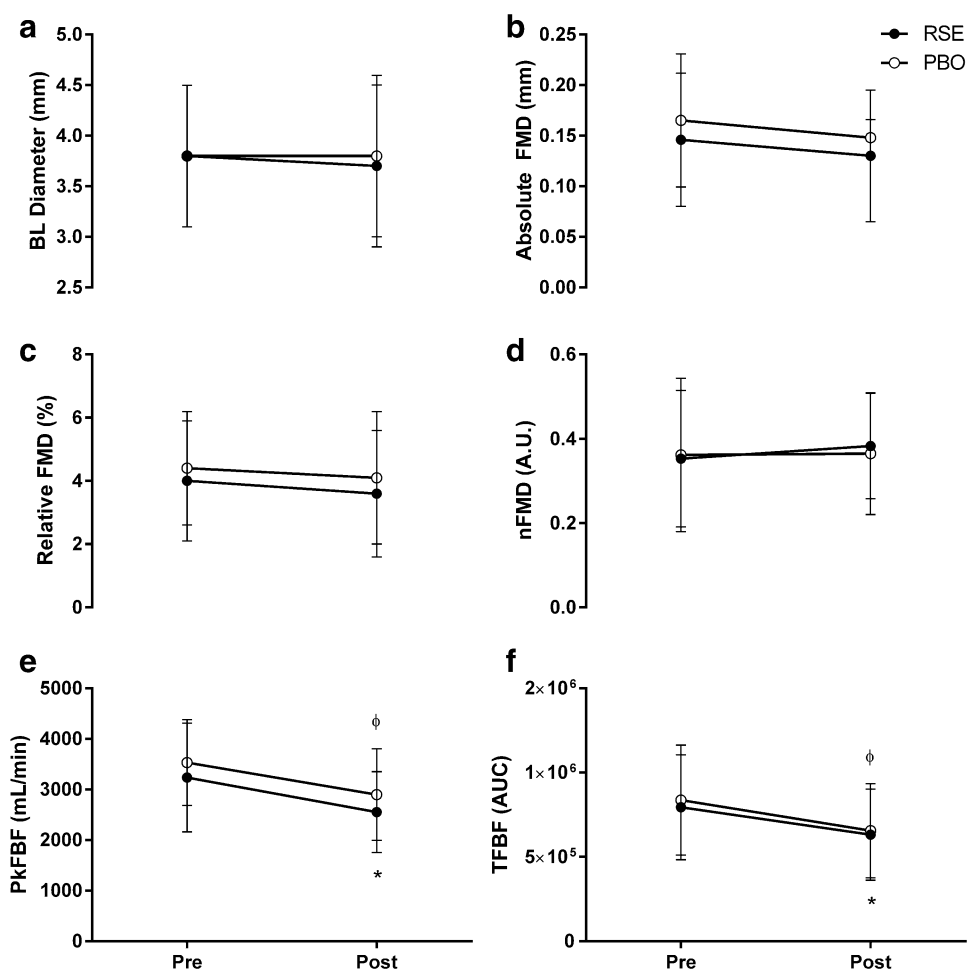 a
BL Diameter (mm)
5.0
4.5
4.0
3.5
3.0
2.5
b
Absolute FMD (mm)
0.25
0.20
0.15
0.10
0.05
0.00
RSE
PBO
c
Relative FMD (%)
8
6
4
2
0
d
nFMD (A.U.)
0.6
0.4
0.2
0.0
e
PkFBF (mL/min)
5000
4000
3000
2000
1000
0
ϕ
*
Pre
Post
f
TFBF (AUC)
2×10⁶
1×10⁶
5×10⁵
0
ϕ
*
Pre
Post